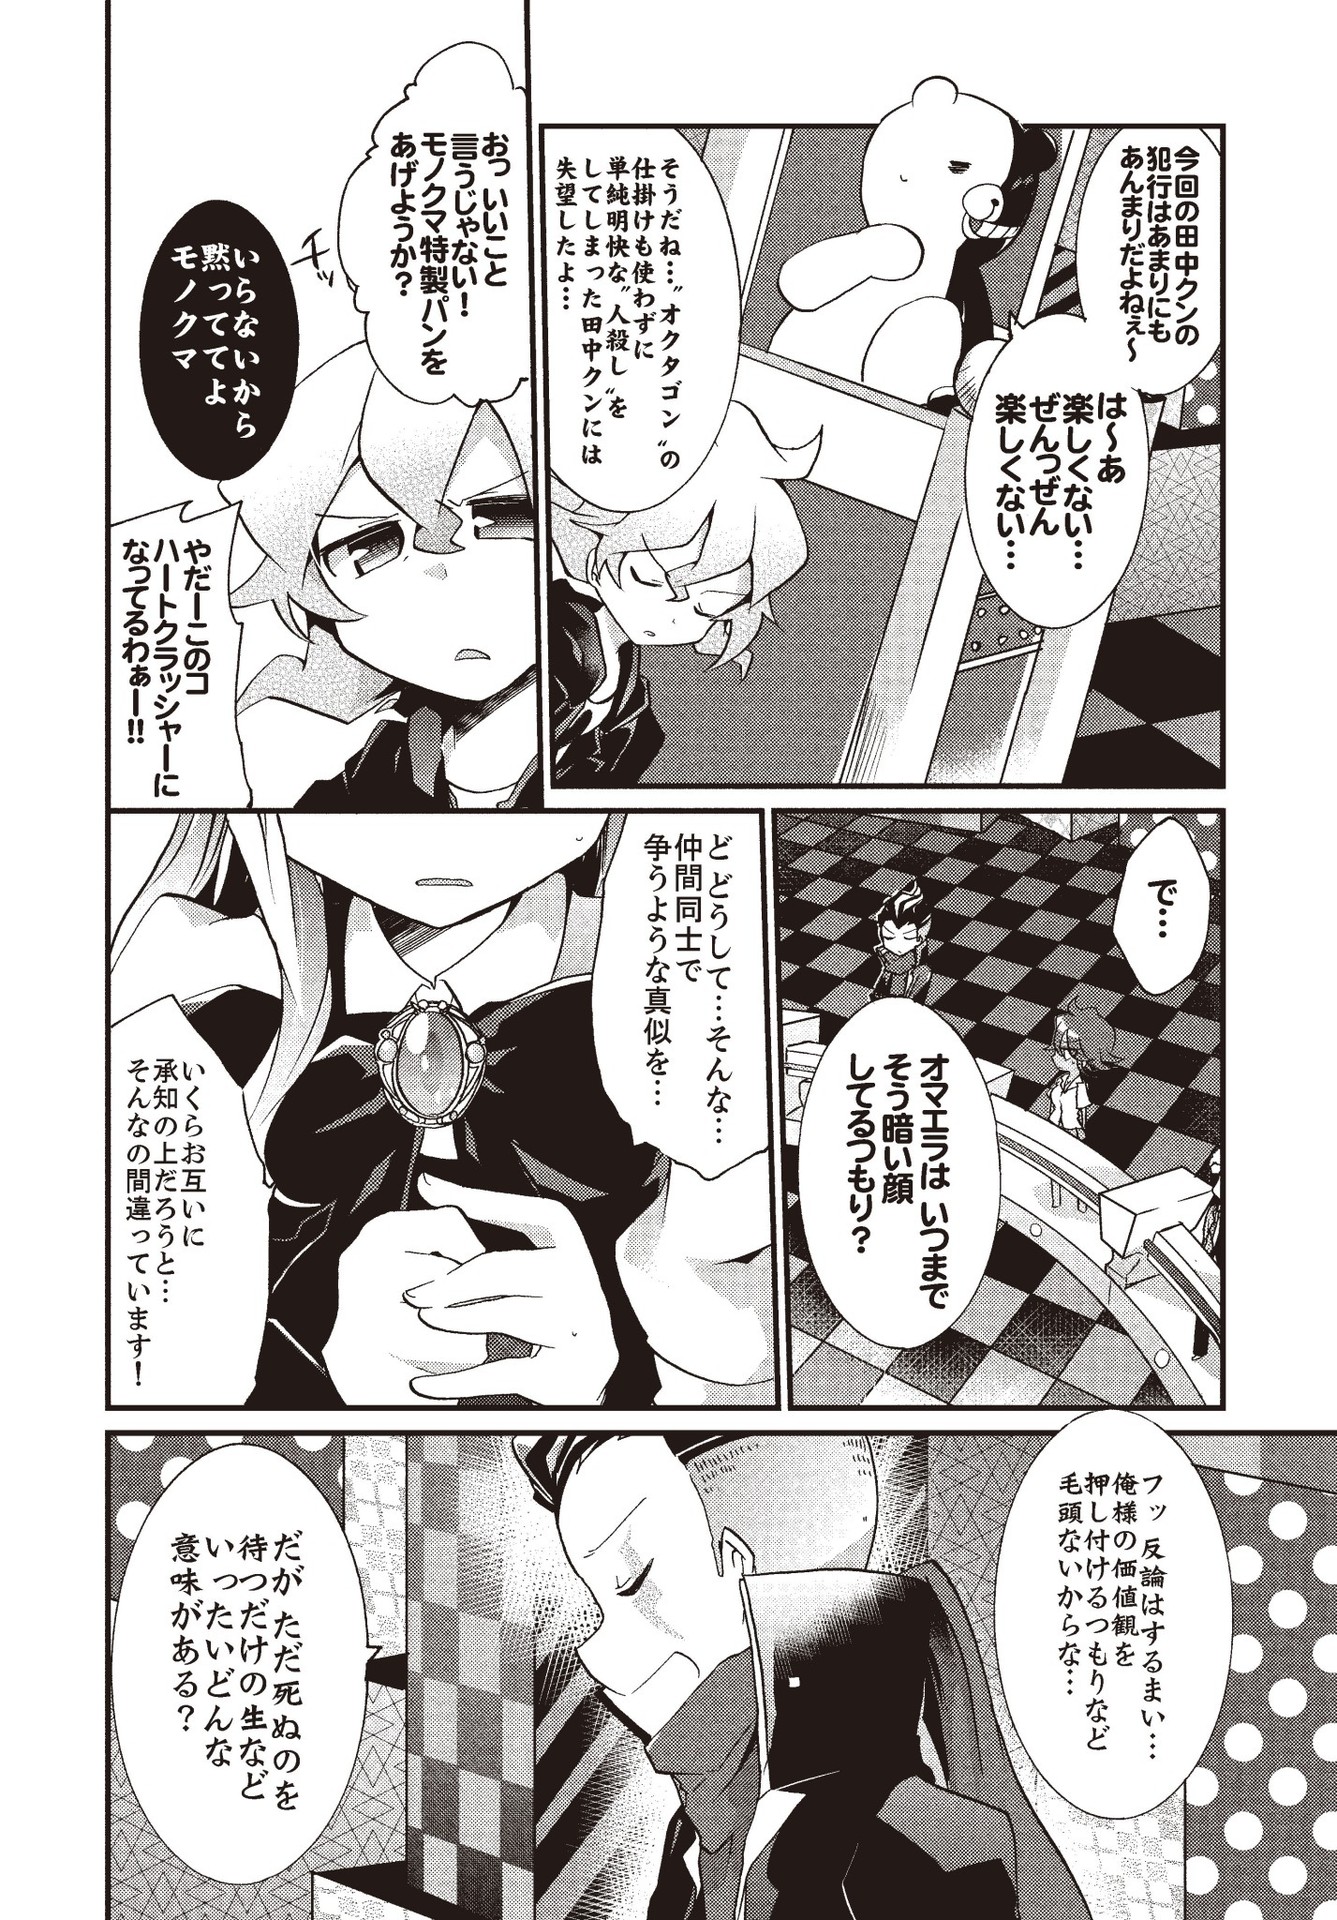 今回の田中クンの
犯行はあまりにも
あんまりだよねぇ〜
は〜あ
楽しくない…
ぜんっぜん
楽しくない…
そうだね…〝オクタゴン〟の
仕掛けも使わずに
単純明快な〝人殺し〟を
してしまった田中クンには
失望したよ…
おっ いいこと
言うじゃない！
モノクマ特製パンを
あげようか？
チラ
いらないから
黙っててよ
モノクマ
やだーこのコ
ハートクラッシャーに
なってるわぁー!!
で…
オマエラは いつまで
そう暗い顔
してるつもり？
ど どうして…そんな…
仲間同士で
争うような真似を…
いくらお互いに
承知の上だろうと…
そんなの間違っています！
フッ 反論はするまい…
俺様の価値観を
押し付けるつもりなど
毛頭ないからな…
だが ただ死ぬのを
待つだけの生など
いったいどんな
意味がある？